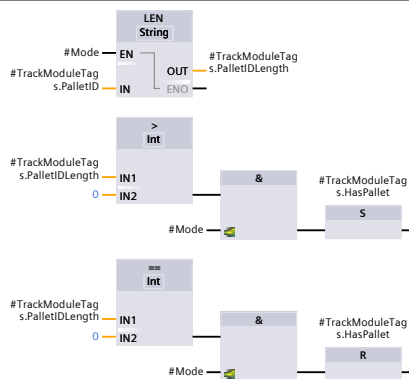 LEN
String
#Mode
EN
#TrackModuleTag
s.PalletIDLength
#TrackModuleTag
s.PalletID
OUT
IN
ENO
>
Int
#TrackModuleTag
s.PalletIDLength
IN1
0
IN2
&
#TrackModuleTag
s.HasPallet
S
#Mode
==
Int
#TrackModuleTag
s.PalletIDLength
IN1
0
IN2
&
#TrackModuleTag
s.HasPallet
R
#Mode